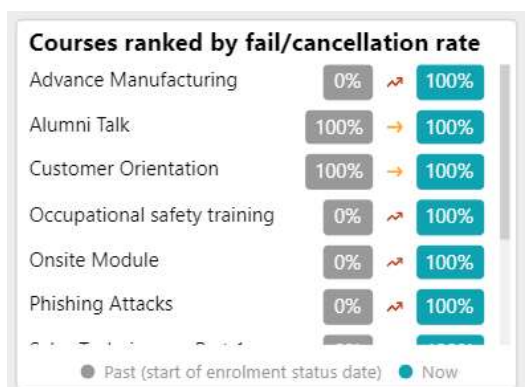 Courses ranked by fail/cancellation rate
Advance Manufacturing 0% 100%
Alumni Talk 100% → 100%
Customer Orientation 100% → 100%
Occupational safety training 0% 100%
Onsite Module 0% 100%
Phishing Attacks 0% 100%
Past (start of enrolment status date) Now